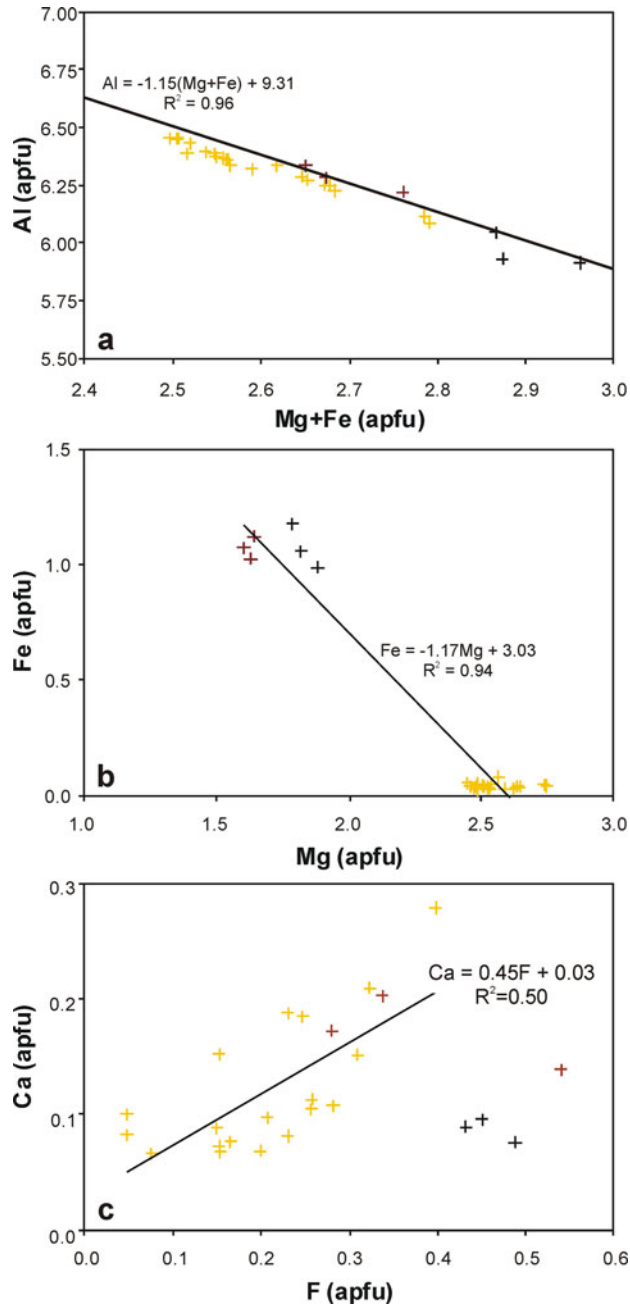 7.00
6.75
6.50
6.25
6.00
5.75
5.50
Al (apfu)
Al = -1.15(Mg+Fe) + 9.31
R² = 0.96
a
2.4 2.5 2.6 2.7 2.8 2.9 3.0
Mg+Fe (apfu)
1.5
1.0
0.5
0.0
Fe (apfu)
Fe = -1.17Mg + 3.03
R² = 0.94
b
1.0 1.5 2.0 2.5 3.0
Mg (apfu)
0.3
0.2
0.1
0.0
Ca (apfu)
Ca = 0.45F + 0.03
R²=0.50
c
0.0 0.1 0.2 0.3 0.4 0.5 0.6
F (apfu)